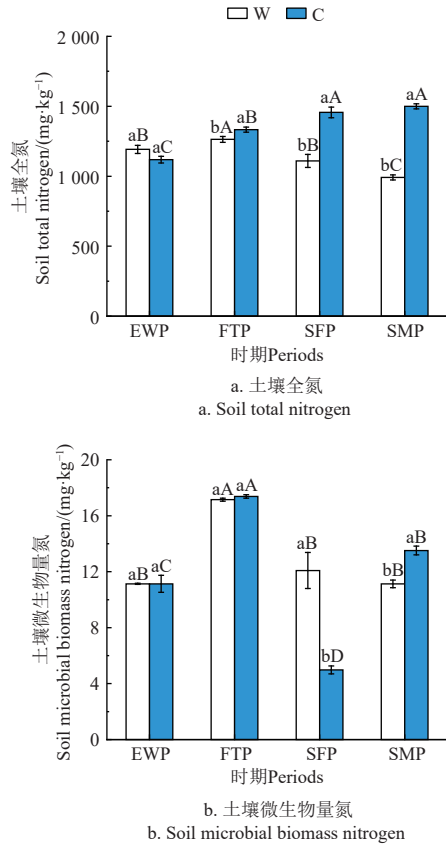 W C
2 000
1 500
1 000
500
0
土壤全氮
Soil total nitrogen/(mg·kg⁻¹)
aB aC bA aB bB aA bC aA
EWP FTP SFP SMP
时期Periods
a. 土壤全氮
a. Soil total nitrogen
20
16
12
8
4
0
土壤微生物量氮
Soil microbial biomass nitrogen/(mg·kg⁻¹)
aB aC aA aA aB bD bB aB
EWP FTP SFP SMP
时期Periods
b. 土壤微生物量氮
b. Soil microbial biomass nitrogen